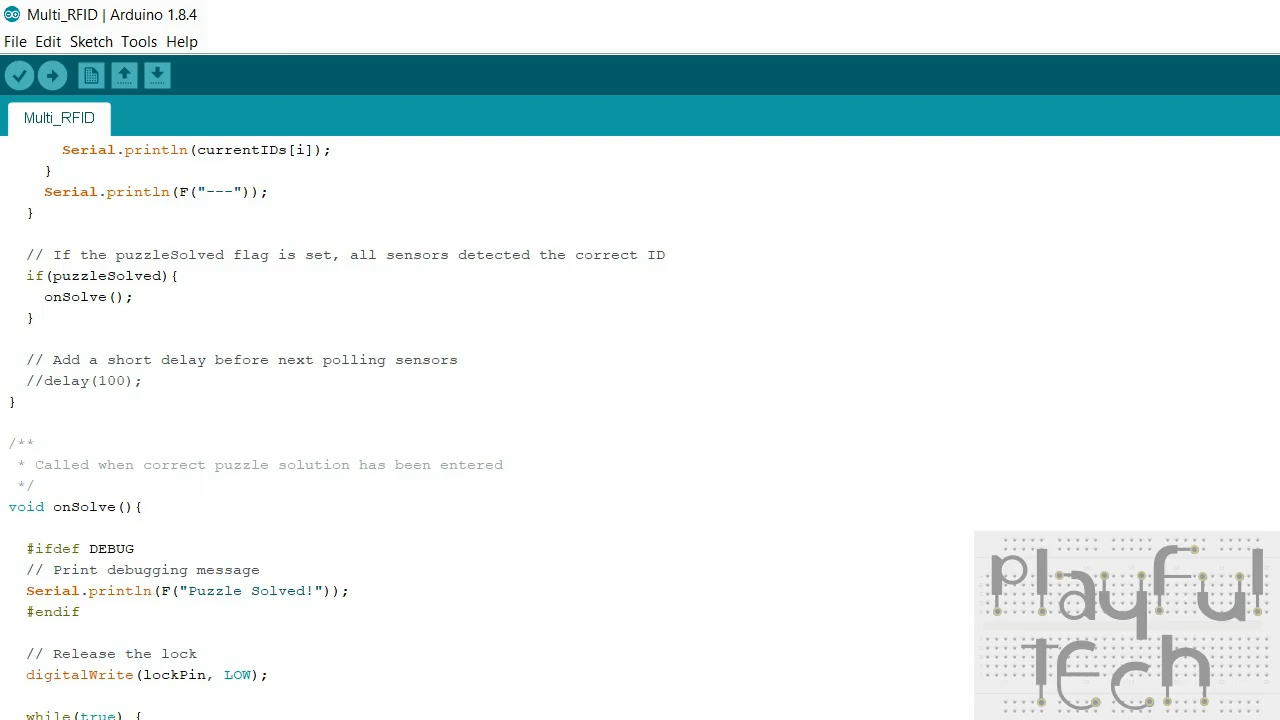 Multi_RFID | Arduino 1.8.4
File Edit Sketch Tools Help
Multi_RFID
Serial.println(currentIDs[i]);
}
Serial.println(F("---"));
}
// If the puzzleSolved flag is set, all sensors detected the correct ID
if(puzzleSolved){
onSolve();
}
// Add a short delay before next polling sensors
//delay(100);
}
/**
* Called when correct puzzle solution has been entered
*/
void onSolve(){
#ifdef DEBUG
// Print debugging message
Serial.println(F("Puzzle Solved!"));
#endif
// Release the lock
digitalWrite(lockPin, LOW);
while(true) {
playful
tEch